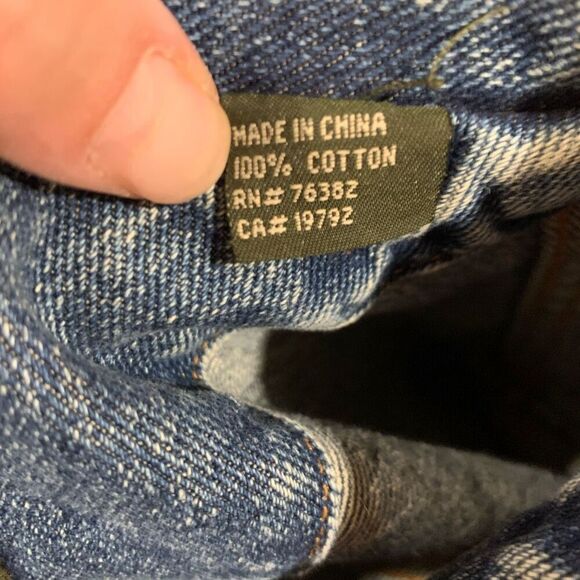 MADE IN CHINA
100% COTTON
RN# 76382
CA# 19792